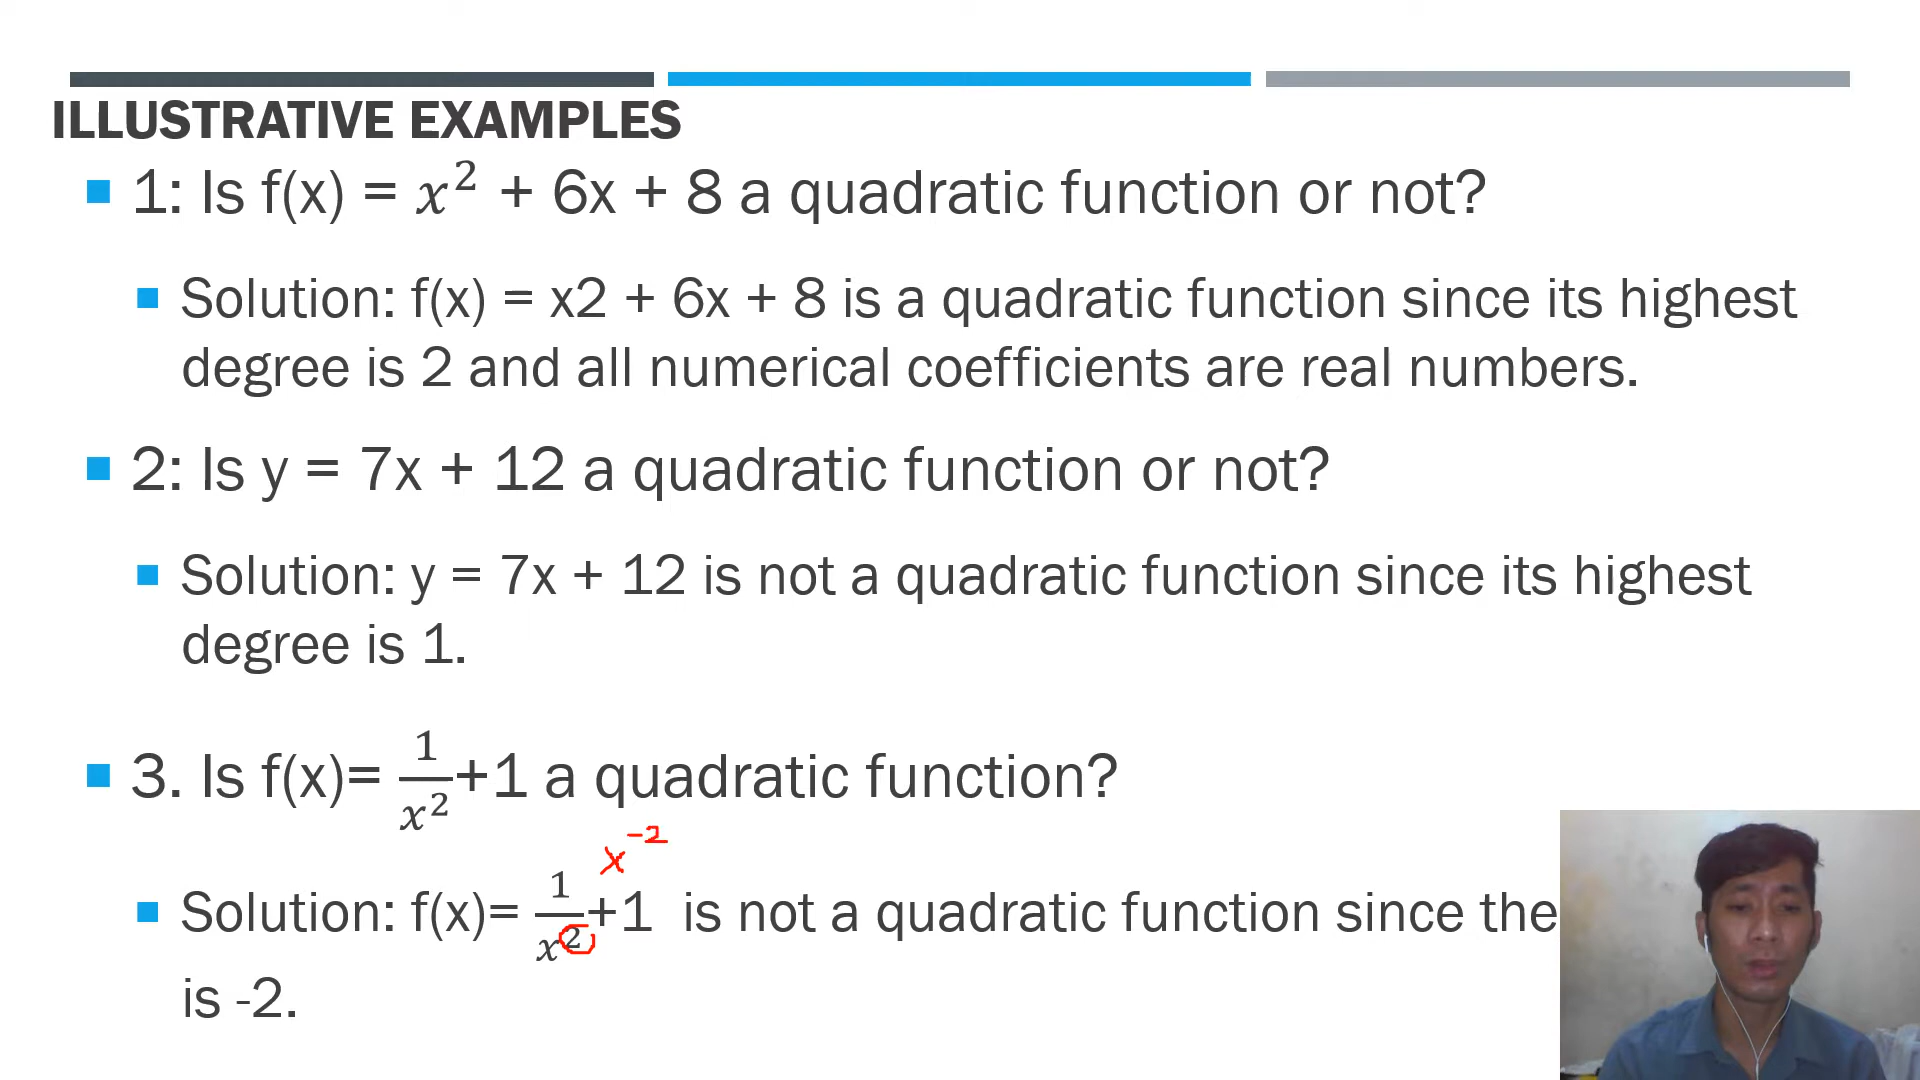 ILLUSTRATIVE EXAMPLES
1: Is f(x) = x² + 6x + 8 a quadratic function or not?
Solution: f(x) = x2 + 6x + 8 is a quadratic function since its highest
degree is 2 and all numerical coefficients are real numbers.
2: Is y = 7x + 12 a quadratic function or not?
Solution: y = 7x + 12 is not a quadratic function since its highest
degree is 1.
3. Is f(x)= 1/x² +1 a quadratic function?
x⁻²
Solution: f(x)= 1/x² +1 is not a quadratic function since the
is -2.